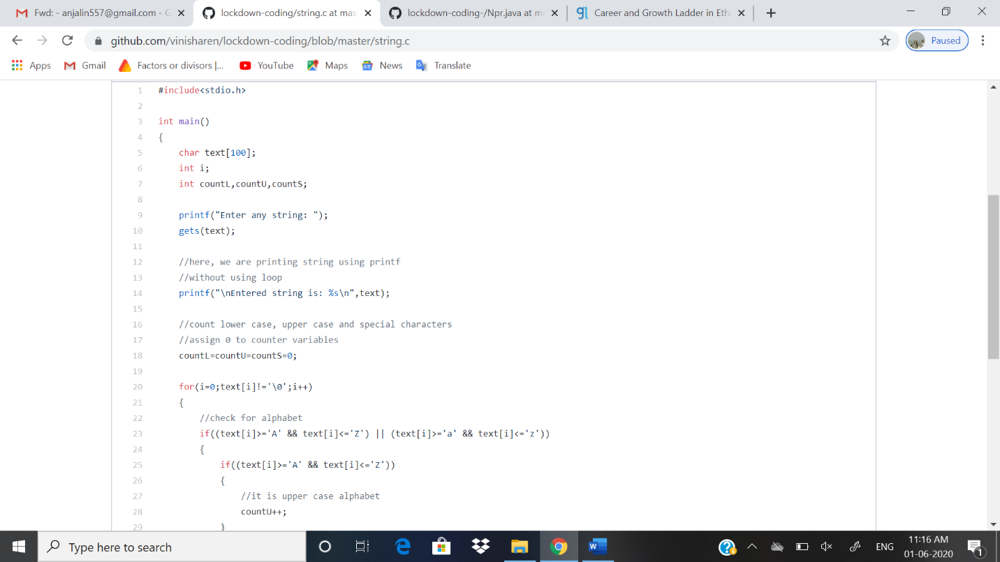 Fwd: - anjalin557@gmail.com - G
lockdown-coding/string.c at mas
lockdown-coding-/Npr.java at ma
Career and Growth Ladder in Eth
github.com/vinisharen/lockdown-coding/blob/master/string.c
Paused
Apps
Gmail
Factors or divisors |...
YouTube
Maps
News
Translate
1 #include<stdio.h>
2
3 int main()
4 {
5 char text[100];
6 int i;
7 int countL,countU,countS;
8
9 printf("Enter any string: ");
10 gets(text);
11
12 //here, we are printing string using printf
13 //without using loop
14 printf("\nEntered string is: %s\n",text);
15
16 //count lower case, upper case and special characters
17 //assign 0 to counter variables
18 countL=countU=countS=0;
19
20 for(i=0;text[i]!='\0';i++)
21 {
22 //check for alphabet
23 if((text[i]>='A' && text[i]<='Z') || (text[i]>='a' && text[i]<='z'))
24 {
25 if((text[i]>='A' && text[i]<='Z'))
26 {
27 //it is upper case alphabet
28 countU++;
29 }
Type here to search
ENG
11:16 AM
01-06-2020
1